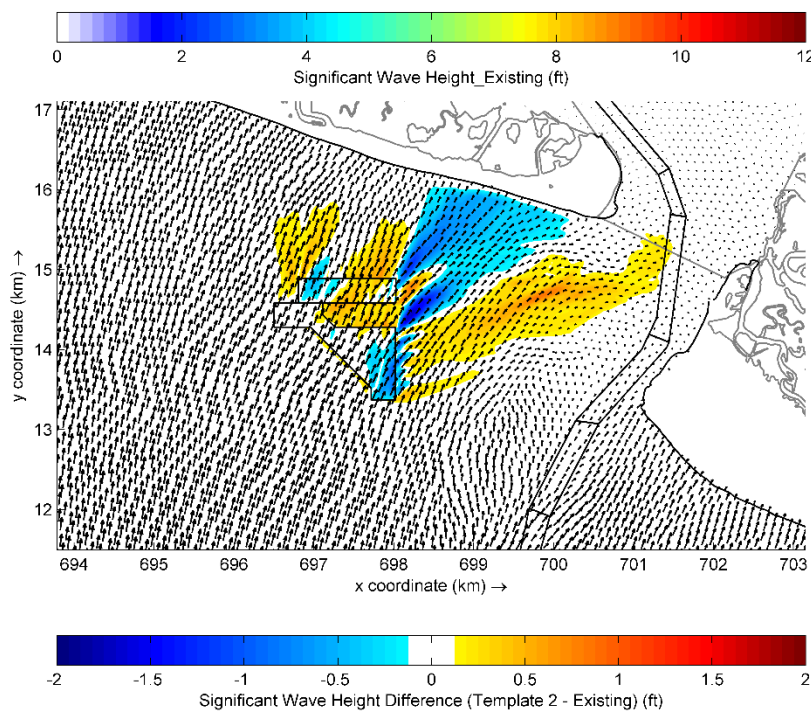 0 2 4 6 8 10 12
Significant Wave Height_Existing (ft)
17
16
15
14
13
12
y coordinate (km) →
694 695 696 697 698 699 700 701 702 703
x coordinate (km) →
-2 -1.5 -1 -0.5 0 0.5 1 1.5 2
Significant Wave Height Difference (Template 2 - Existing) (ft)